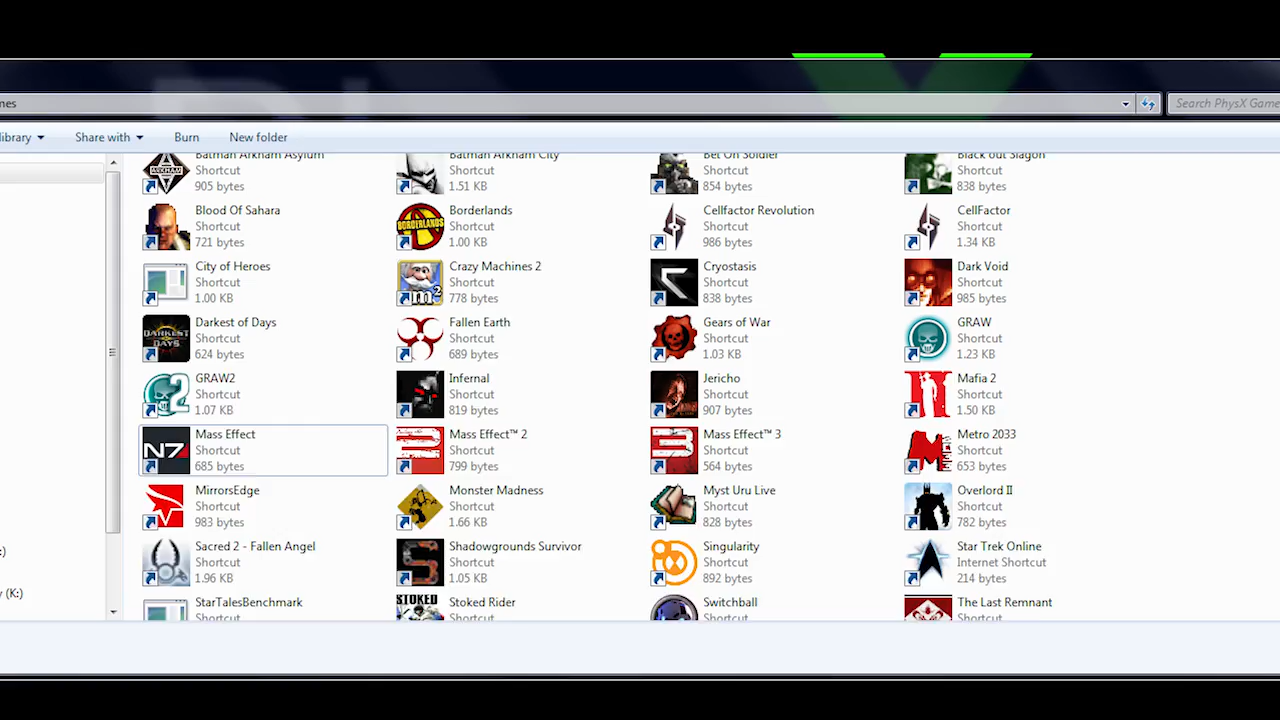 nes
Search PhysX Game
library Share with Burn New folder
Batman Arkham Asylum
Shortcut
905 bytes
Batman Arkham City
Shortcut
1.51 KB
Bet On Soldier
Shortcut
854 bytes
Black out Siagon
Shortcut
838 bytes
Blood Of Sahara
Shortcut
721 bytes
Borderlands
Shortcut
1.00 KB
Cellfactor Revolution
Shortcut
986 bytes
CellFactor
Shortcut
1.34 KB
City of Heroes
Shortcut
1.00 KB
Crazy Machines 2
Shortcut
778 bytes
Cryostasis
Shortcut
838 bytes
Dark Void
Shortcut
985 bytes
Darkest of Days
Shortcut
624 bytes
Fallen Earth
Shortcut
689 bytes
Gears of War
Shortcut
1.03 KB
GRAW
Shortcut
1.23 KB
GRAW2
Shortcut
1.07 KB
Infernal
Shortcut
819 bytes
Jericho
Shortcut
907 bytes
Mafia 2
Shortcut
1.50 KB
N7
Mass Effect
Shortcut
685 bytes
Mass Effect™ 2
Shortcut
799 bytes
Mass Effect™ 3
Shortcut
564 bytes
Metro 2033
Shortcut
653 bytes
MirrorsEdge
Shortcut
983 bytes
Monster Madness
Shortcut
1.66 KB
Myst Uru Live
Shortcut
828 bytes
Overlord II
Shortcut
782 bytes
Sacred 2 - Fallen Angel
Shortcut
1.96 KB
Shadowgrounds Survivor
Shortcut
1.05 KB
Singularity
Shortcut
892 bytes
Star Trek Online
Internet Shortcut
214 bytes
StarTalesBenchmark
Shortcut
STOKED
Stoked Rider
Shortcut
Switchball
Shortcut
The Last Remnant
Shortcut
:)
y (K:)